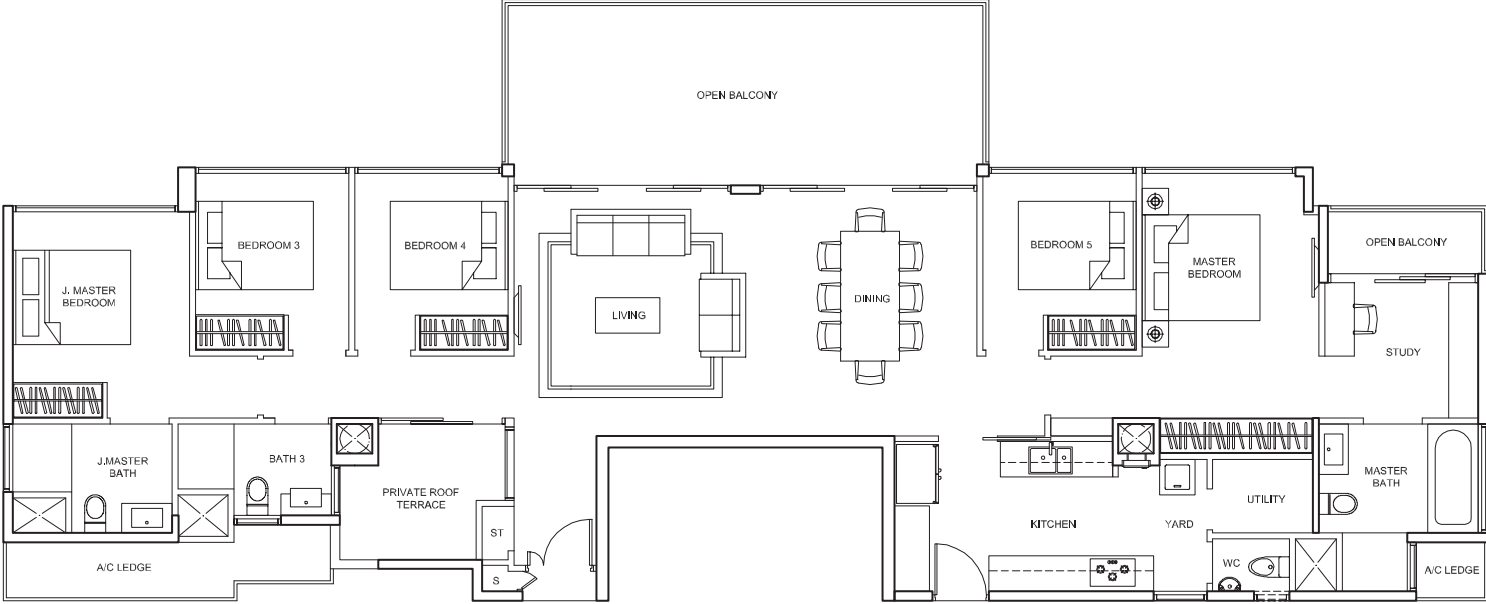 OPEN BALCONY
BEDROOM 3
BEDROOM 4
BEDROOM 5
MASTER
BEDROOM
OPEN BALCONY
J. MASTER
BEDROOM
LIVING
DINING
STUDY
J.MASTER
BATH
BATH 3
PRIVATE ROOF
TERRACE
ST
S
KITCHEN
YARD
UTILITY
MASTER
BATH
WC
A/C LEDGE
A/C LEDGE